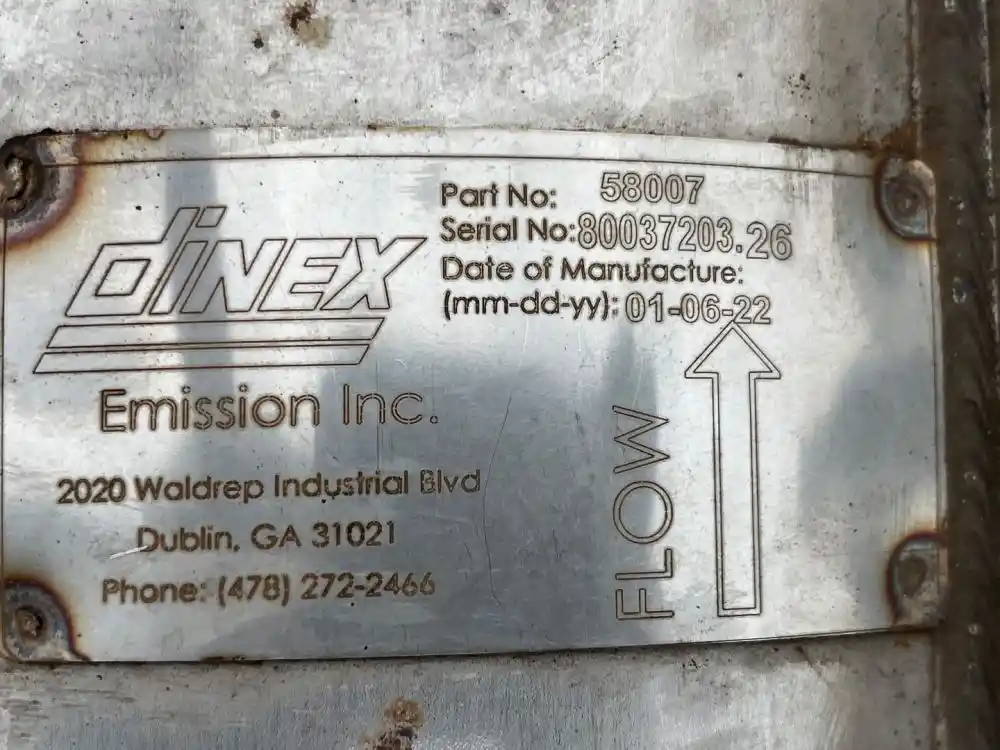 dinex
Emission Inc.
2020 Waldrep Industrial Blvd
Dublin, GA 31021
Phone: (478) 272-2466
Part No: 58007
Serial No: 80037203.26
Date of Manufacture:
(mm-dd-yy): 01-06-22
FLOW